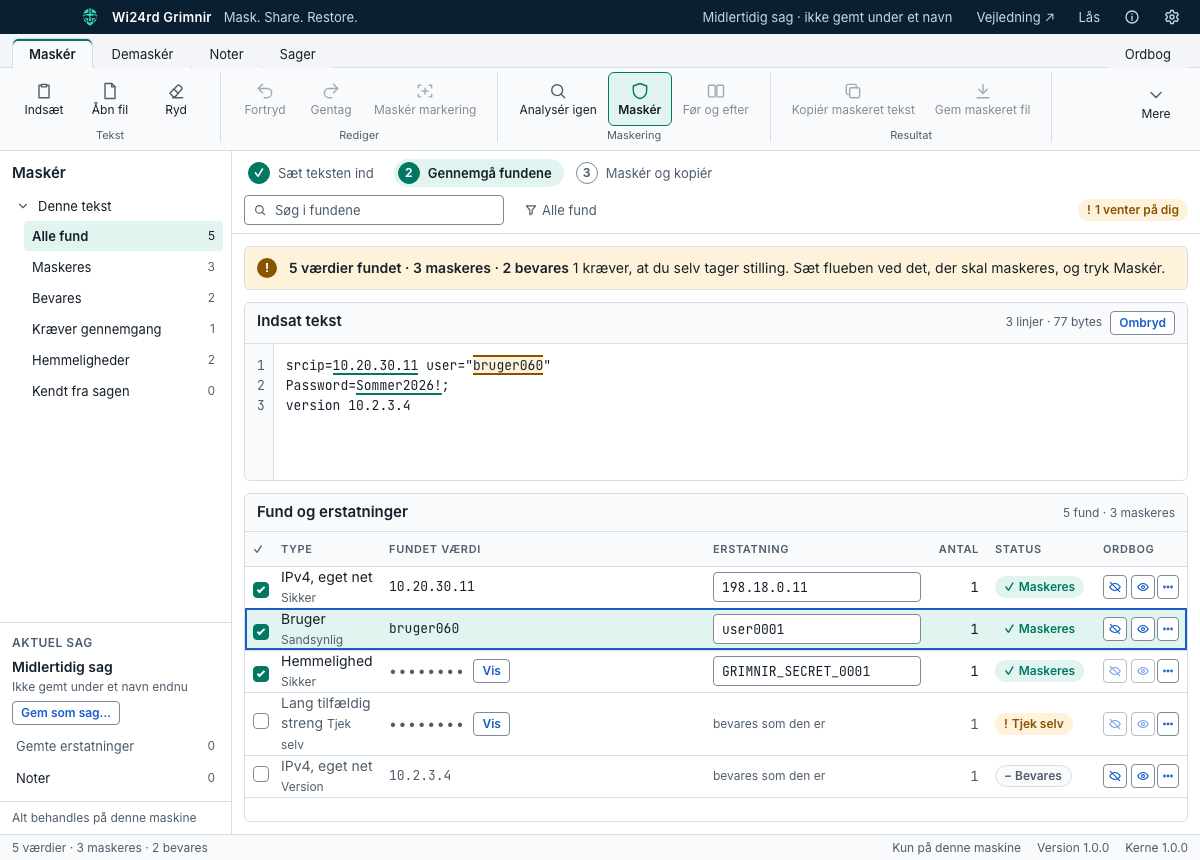 Wi24rd Grimnir Mask. Share. Restore. Midlertidig sag · ikke gemt under et navn Vejledning ↗ Lås
Maskér Demaskér Noter Sager Ordbog
Indsæt Åbn fil Ryd Fortryd Gentag Maskér markering Analysér igen Maskér Før og efter Kopiér maskeret tekst Gem maskeret fil Mere
Tekst Rediger Maskering Resultat
Maskér
Denne tekst
Alle fund 5
Maskeres 3
Bevares 2
Kræver gennemgang 1
Hemmeligheder 2
Kendt fra sagen 0
AKTUEL SAG
Midlertidig sag
Ikke gemt under et navn endnu
Gem som sag...
Gemte erstatninger 0
Noter 0
Alt behandles på denne maskine
Sæt teksten ind 2 Gennemgå fundene 3 Maskér og kopiér
Søg i fundene Alle fund ! 1 venter på dig
! 5 værdier fundet · 3 maskeres · 2 bevares 1 kræver, at du selv tager stilling. Sæt flueben ved det, der skal maskeres, og tryk Maskér.
Indsat tekst 3 linjer · 77 bytes Ombryd
1 srcip=10.20.30.11 user="bruger060"
2 Password=Sommer2026!;
3 version 10.2.3.4
Fund og erstatninger 5 fund · 3 maskeres
✓ TYPE FUNDET VÆRDI ERSTATNING ANTAL STATUS ORDBOG
IPv4, eget net 10.20.30.11 198.18.0.11 1 ✓ Maskeres
Sikker
Bruger bruger060 user0001 1 ✓ Maskeres
Sandsynlig
Hemmelighed •••••••• Vis GRIMNIR_SECRET_0001 1 ✓ Maskeres
Sikker
Lang tilfældig
streng Tjek •••••••• Vis bevares som den er 1 ! Tjek selv
selv
IPv4, eget net 10.2.3.4 bevares som den er 1 – Bevares
Version
5 værdier · 3 maskeres · 2 bevares Kun på denne maskine Version 1.0.0 Kerne 1.0.0